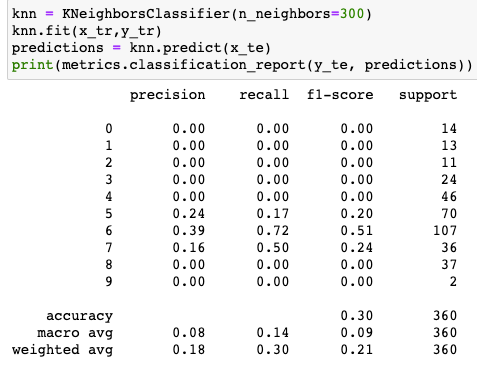 knn = KNeighborsClassifier(n_neighbors=300)
knn.fit(x_tr,y_tr)
predictions = knn.predict(x_te)
print(metrics.classification_report(y_te, predictions))
precision recall f1-score support
0 0.00 0.00 0.00 14
1 0.00 0.00 0.00 13
2 0.00 0.00 0.00 11
3 0.00 0.00 0.00 24
4 0.00 0.00 0.00 46
5 0.24 0.17 0.20 70
6 0.39 0.72 0.51 107
7 0.16 0.50 0.24 36
8 0.00 0.00 0.00 37
9 0.00 0.00 0.00 2
accuracy 0.30 360
macro avg 0.08 0.14 0.09 360
weighted avg 0.18 0.30 0.21 360